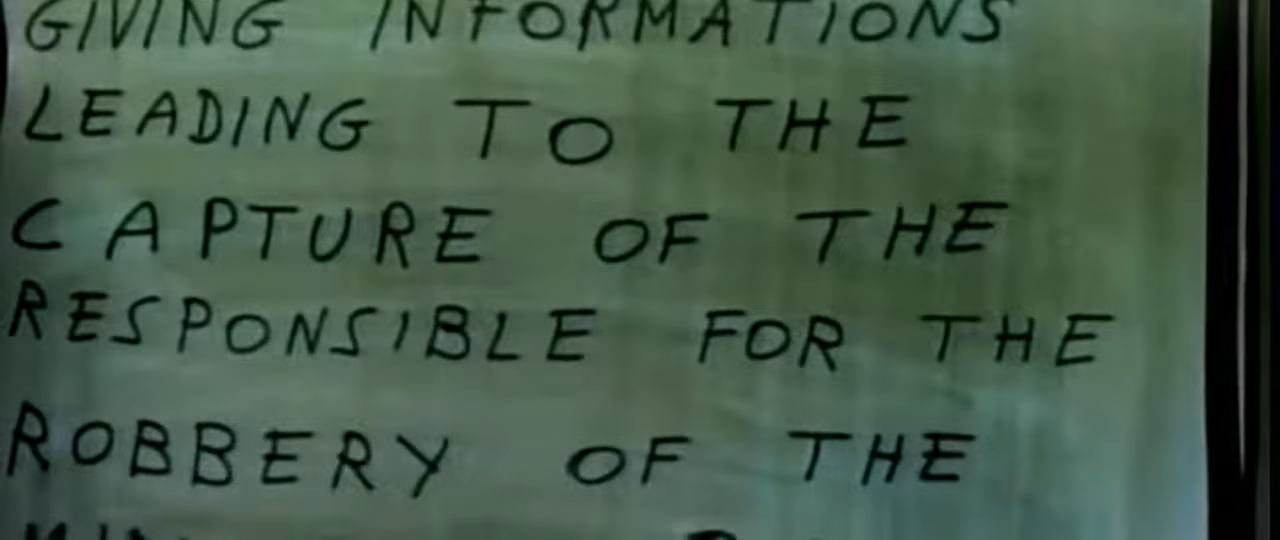 GIVING INFORMATIONS
LEADING TO THE
CAPTURE OF THE
RESPONSIBLE FOR THE
ROBBERY OF THE